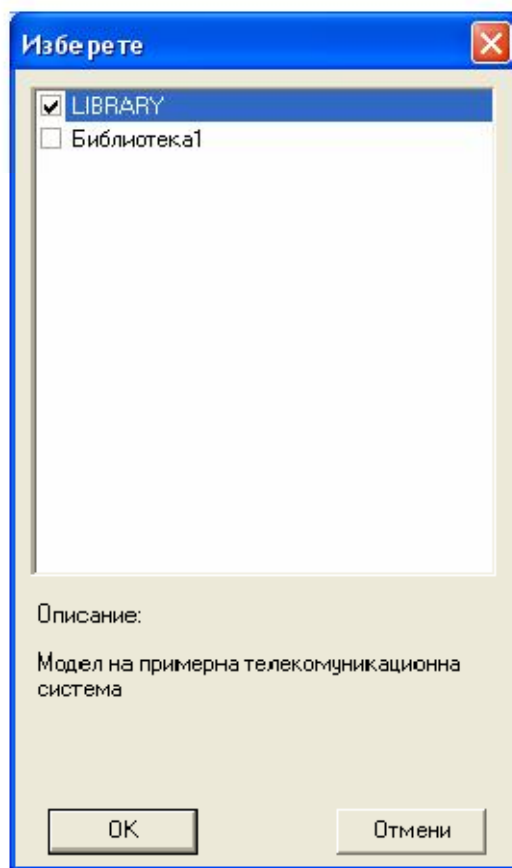 Изберете
LIBRARY
Библиотека1
Описание:
Модел на примерна телекомуникационна
система
OK
Отмени